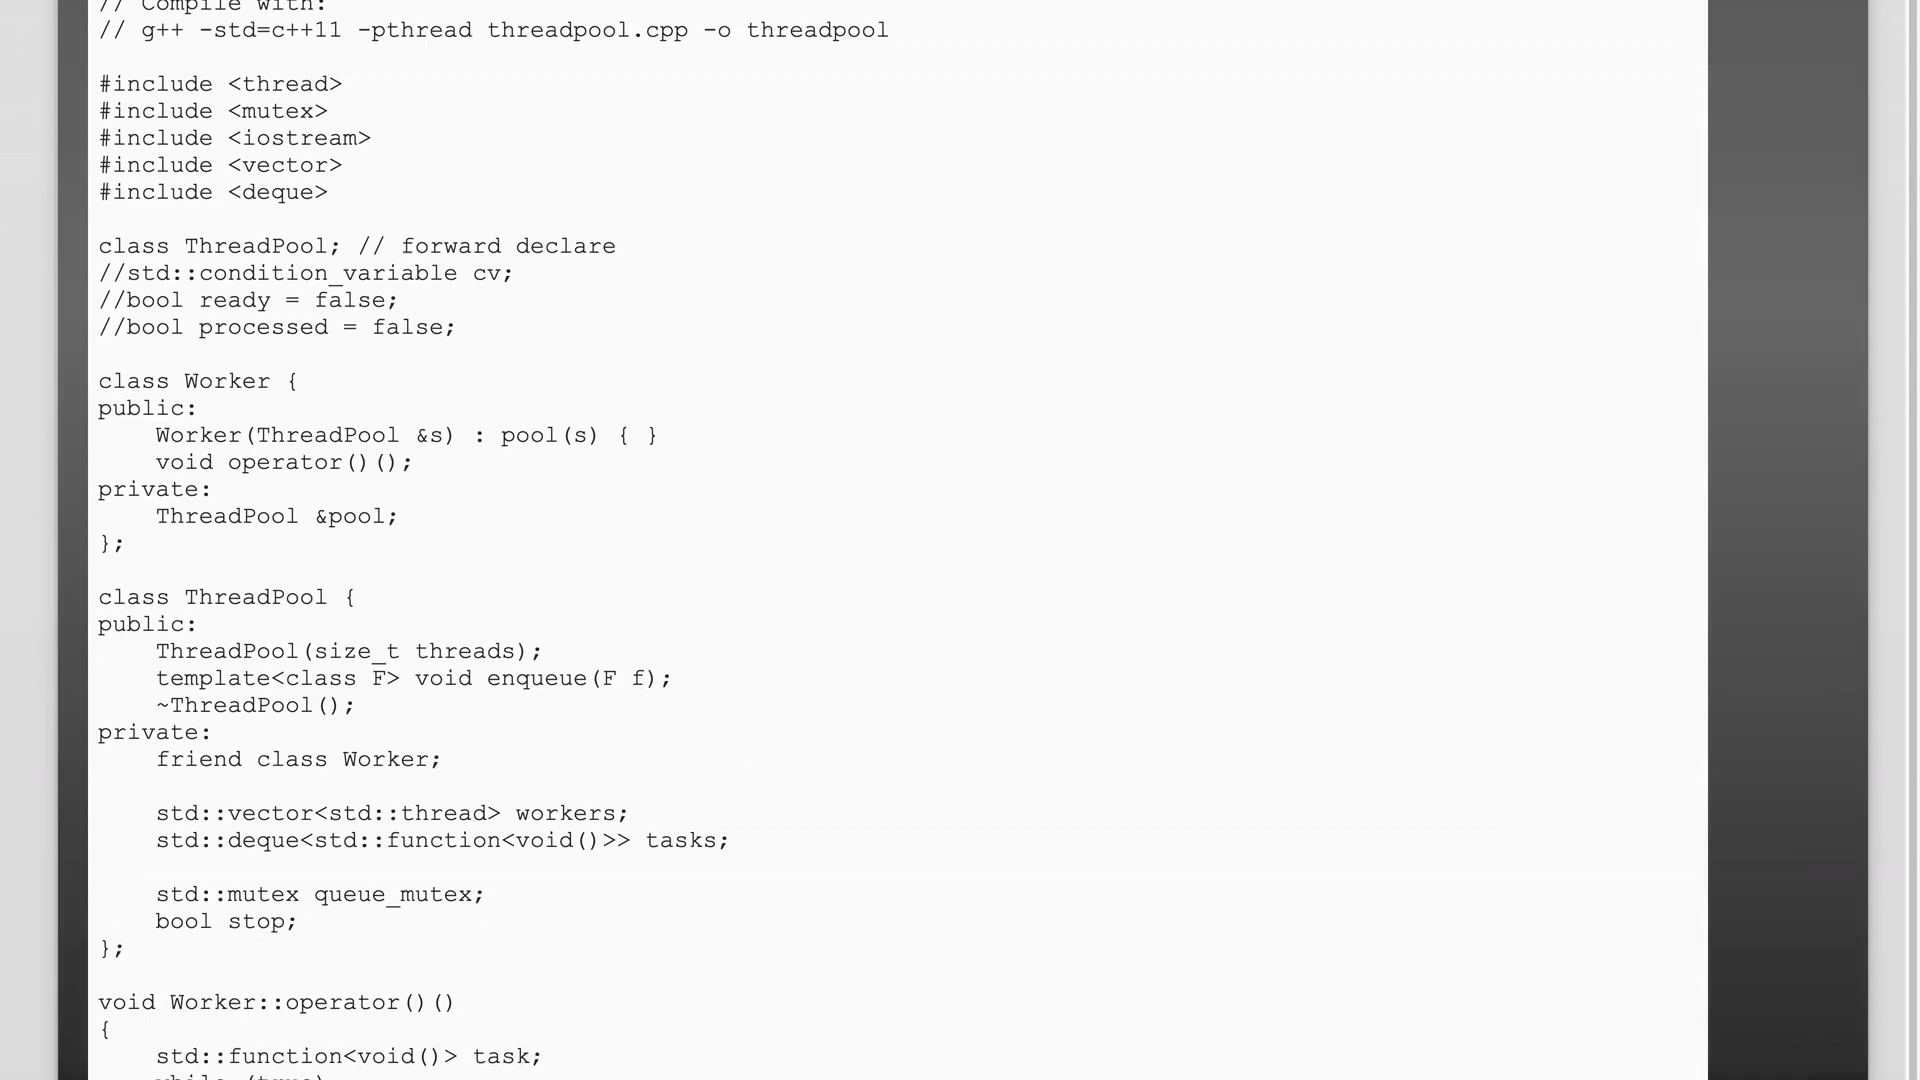 // Compile with:
// g++ -std=c++11 -pthread threadpool.cpp -o threadpool
#include <thread>
#include <mutex>
#include <iostream>
#include <vector>
#include <deque>
class ThreadPool; // forward declare
//std::condition_variable cv;
//bool ready = false;
//bool processed = false;
class Worker {
public:
    Worker(ThreadPool &s) : pool(s) { }
    void operator()();
private:
    ThreadPool &pool;
};
class ThreadPool {
public:
    ThreadPool(size_t threads);
    template<class F> void enqueue(F f);
    ~ThreadPool();
private:
    friend class Worker;
    std::vector<std::thread> workers;
    std::deque<std::function<void()>> tasks;
    std::mutex queue_mutex;
    bool stop;
};
void Worker::operator()()
{
    std::function<void()> task;
    while (true)